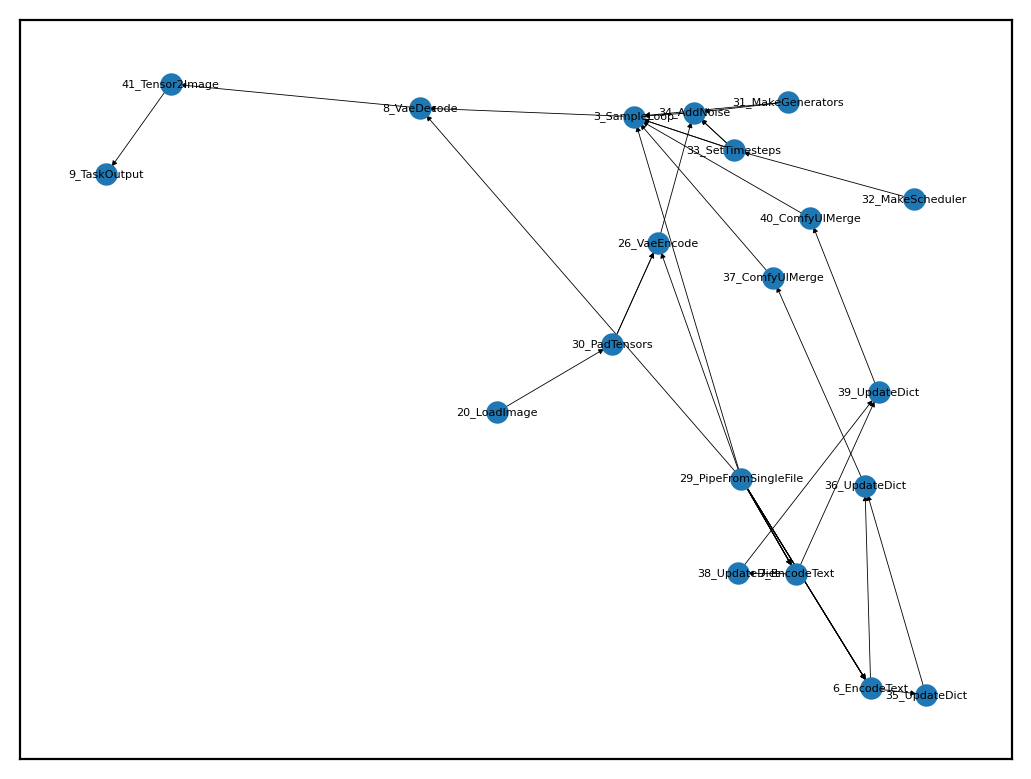 41_Tensor2Image
31_MakeGenerators
8_VaeDecode
34_AddNoise
3_SampleLoop
33_SetTimesteps
9_TaskOutput
32_MakeScheduler
40_ComfyUIMerge
26_VaeEncode
37_ComfyUIMerge
30_PadTensors
39_UpdateDict
20_LoadImage
29_PipeFromSingleFile
36_UpdateDict
38_UpdateDict
7_EncodeText
6_EncodeText
35_UpdateDict